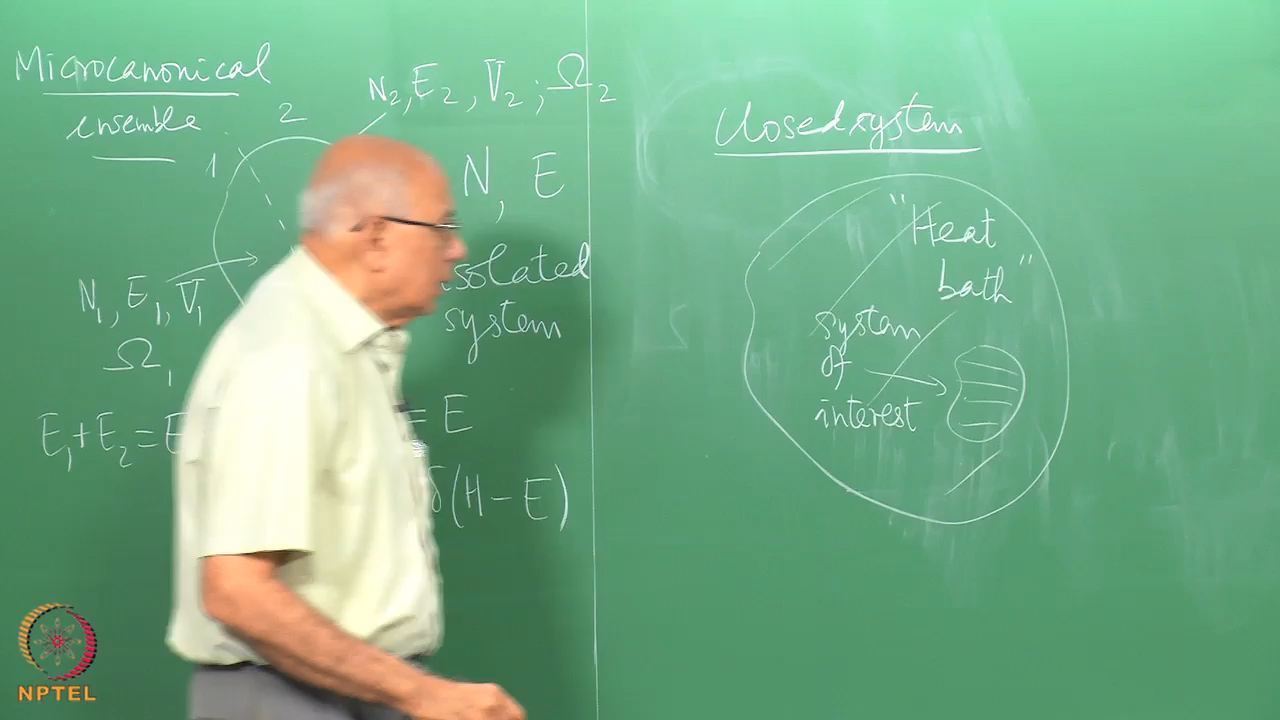 Microcanonical
ensemble
2
N₂, E₂, V₂ ; Ω₂
1
N, E
isolated
system
N₁, E₁, V₁
Ω₁
E₁ + E₂ = E
= E
δ(H − E)
Closed system
"Heat
bath"
system
of
interest
NPTEL